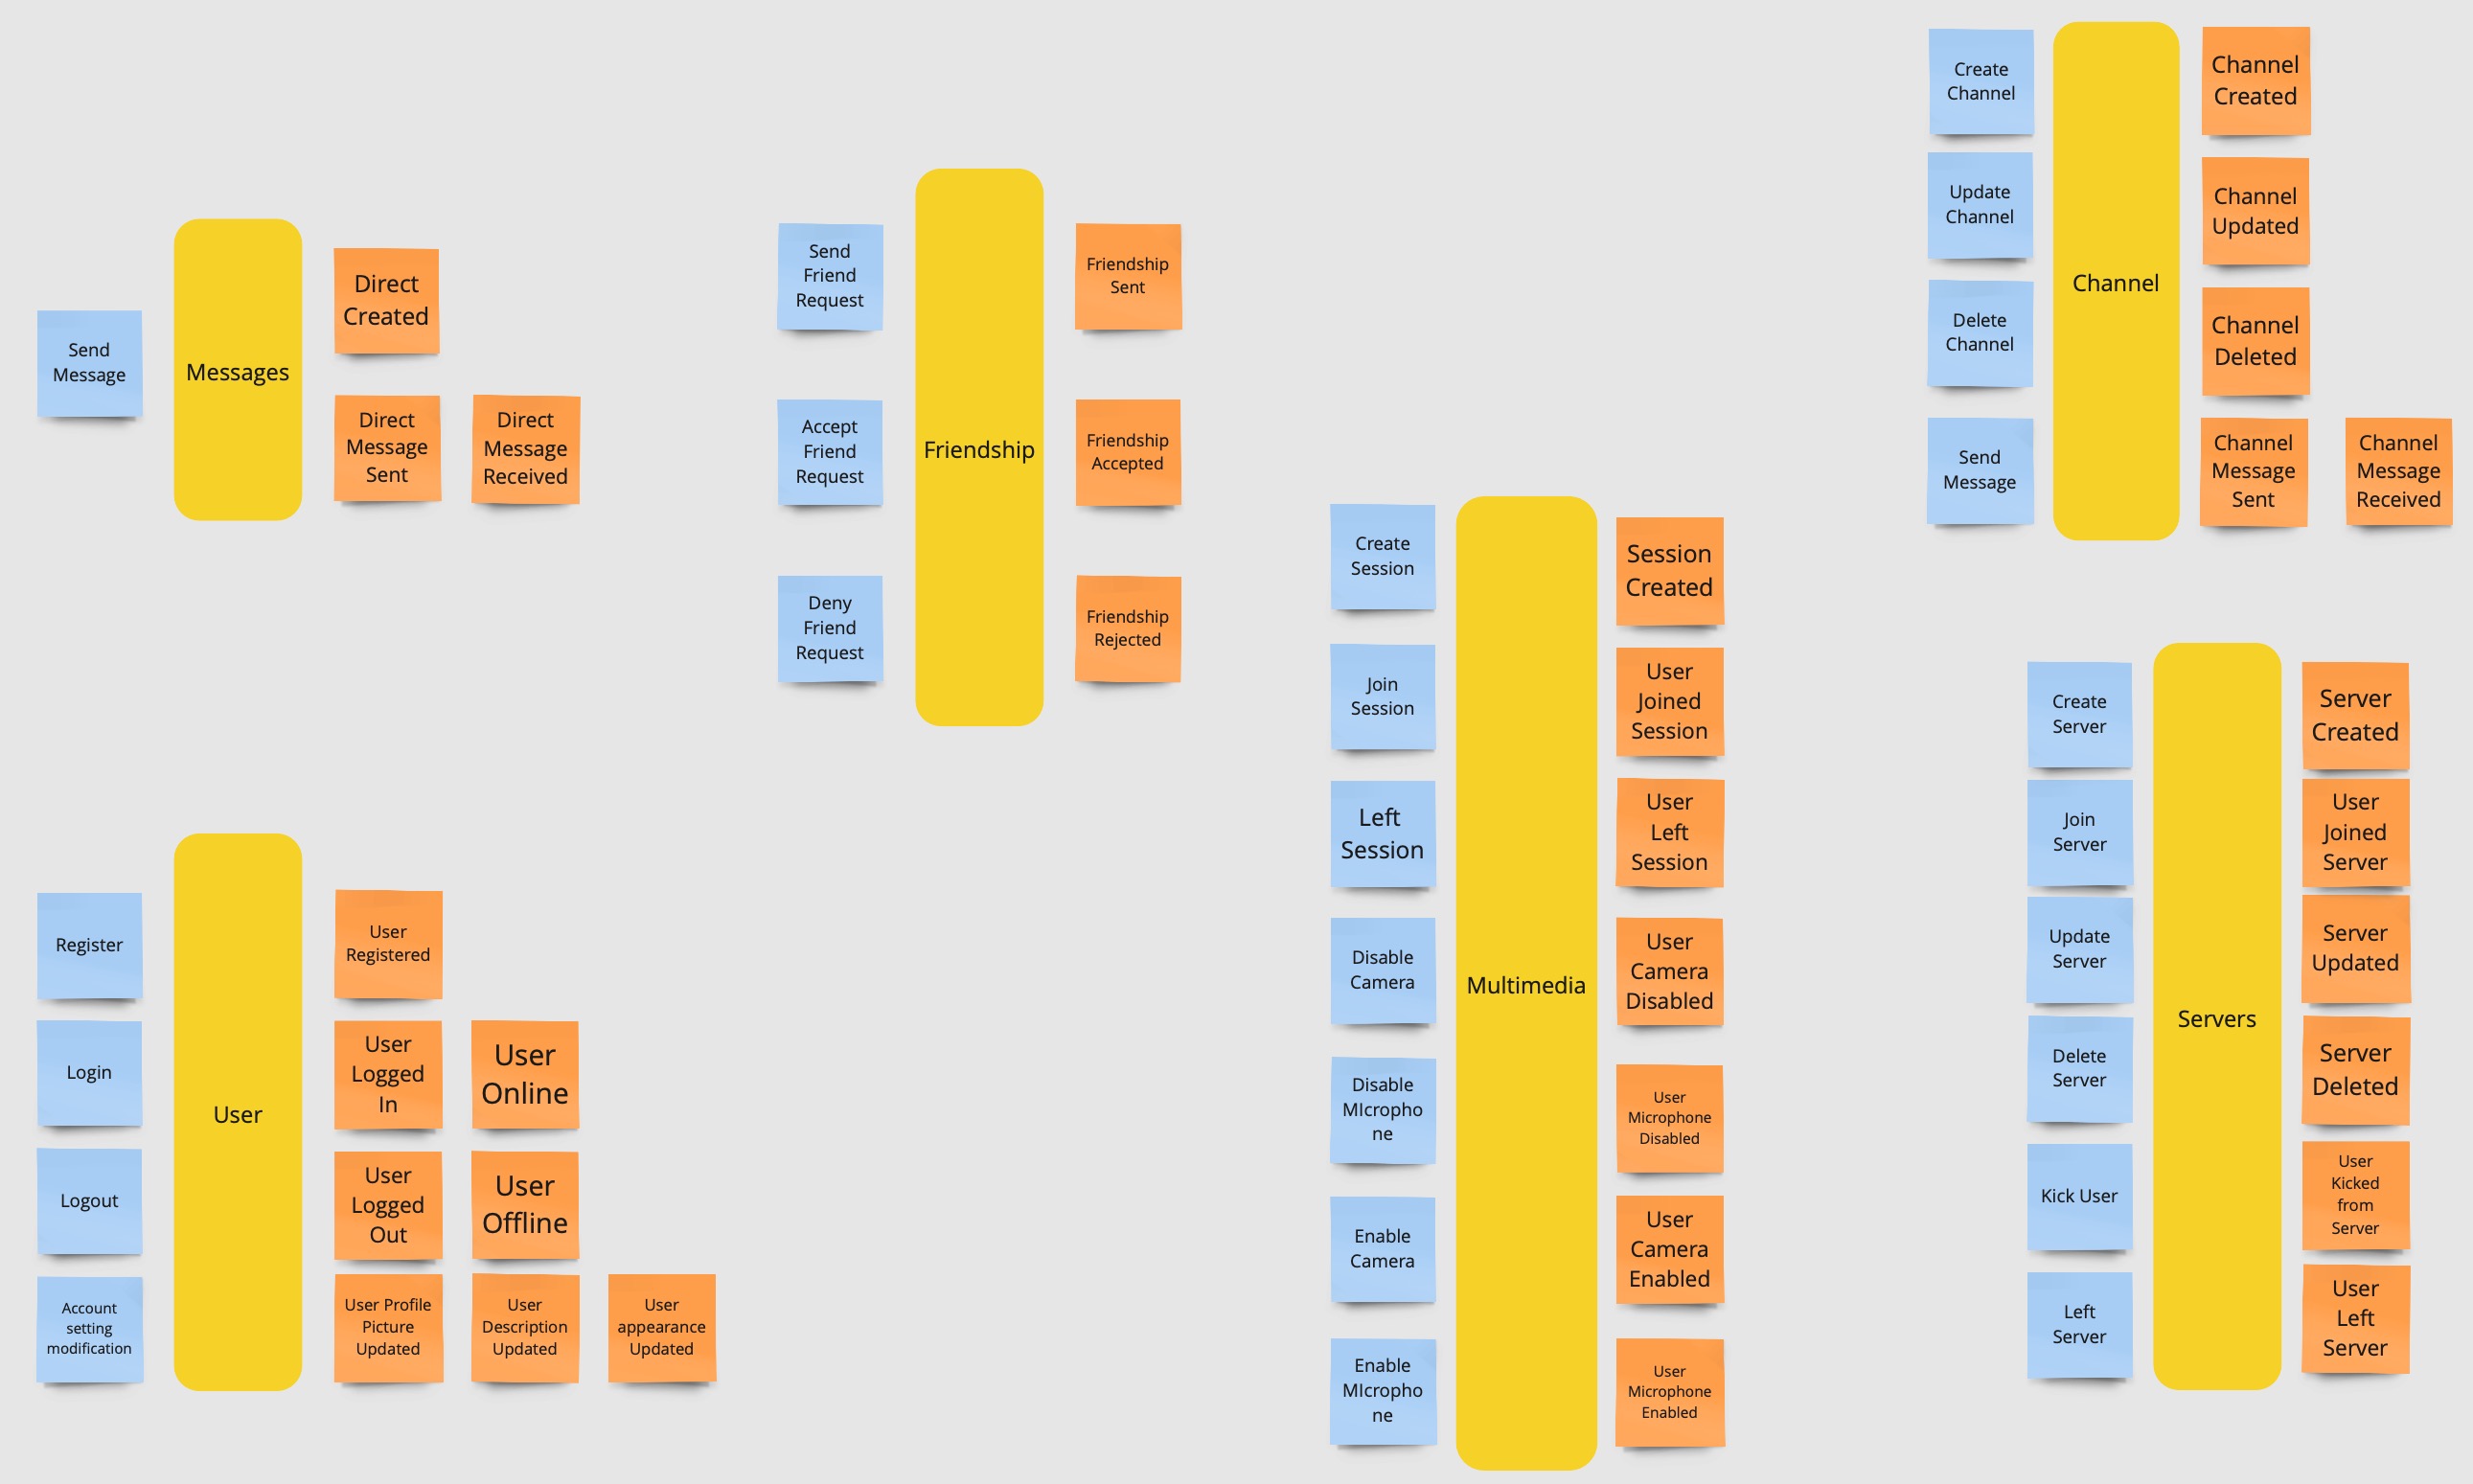 Send
Message
Messages
Direct
Created
Direct
Message
Sent
Direct
Message
Received
Send
Friend
Request
Accept
Friend
Request
Deny
Friend
Request
Friendship
Friendship
Sent
Friendship
Accepted
Friendship
Rejected
Create
Channel
Update
Channel
Delete
Channel
Send
Message
Channel
Channel
Created
Channel
Updated
Channel
Deleted
Channel
Message
Sent
Channel
Message
Received
Register
Login
Logout
Account
setting
modification
User
User
Registered
User
Logged
In
User
Online
User
Logged
Out
User
Offline
User Profile
Picture
Updated
User
Description
Updated
User
appearance
Updated
Create
Session
Join
Session
Left
Session
Disable
Camera
Disable
MIcropho
ne
Enable
Camera
Enable
MIcropho
ne
Multimedia
Session
Created
User
Joined
Session
User
Left
Session
User
Camera
Disabled
User
Microphone
Disabled
User
Camera
Enabled
User
Microphone
Enabled
Create
Server
Join
Server
Update
Server
Delete
Server
Kick User
Left
Server
Servers
Server
Created
User
Joined
Server
Server
Updated
Server
Deleted
User
Kicked
from
Server
User
Left
Server